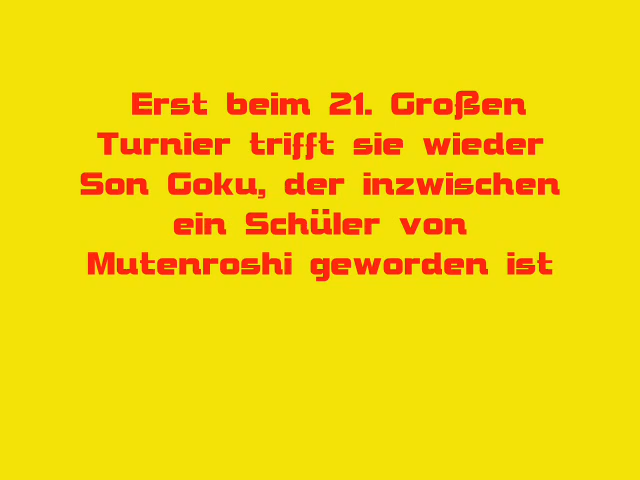 Erst beim 21. Großen
Turnier trifft sie wieder
Son Goku, der inzwischen
ein Schüler von
Mutenroshi geworden ist